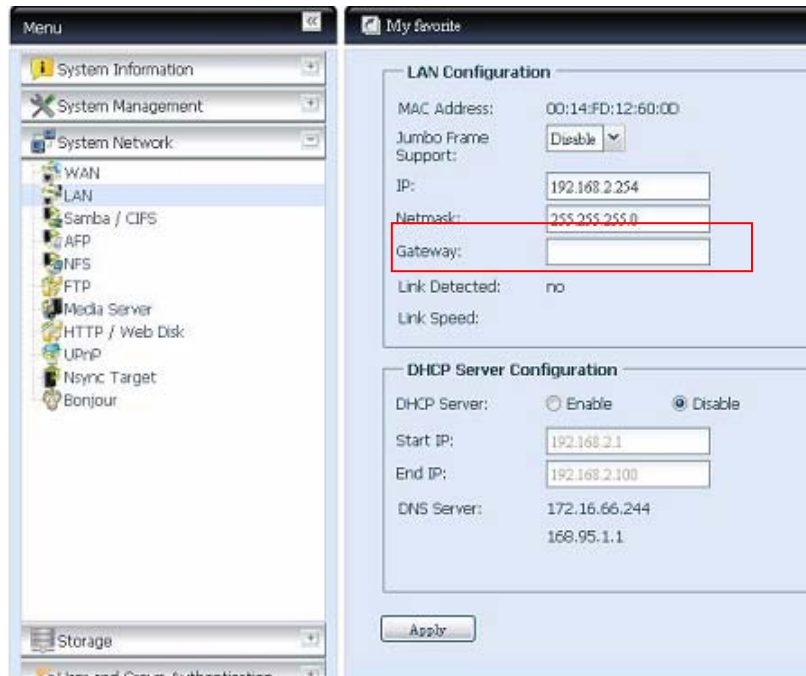 Menu
«
My favorite
System Information
System Management
System Network
WAN
LAN
Samba / CIFS
AFP
NFS
FTP
Media Server
HTTP / Web Disk
UPnP
Nsync Target
Bonjour
Storage
User and Group Authentication
LAN Configuration
MAC Address: 00:14:FD:12:60:0D
Jumbo Frame Support: Disable
IP: 192.168.2.254
Netmask: 255.255.255.0
Gateway:
Link Detected: no
Link Speed:
DHCP Server Configuration
DHCP Server: Enable Disable
Start IP: 192.168.2.1
End IP: 192.168.2.100
DNS Server: 172.16.66.244
168.95.1.1
Apply